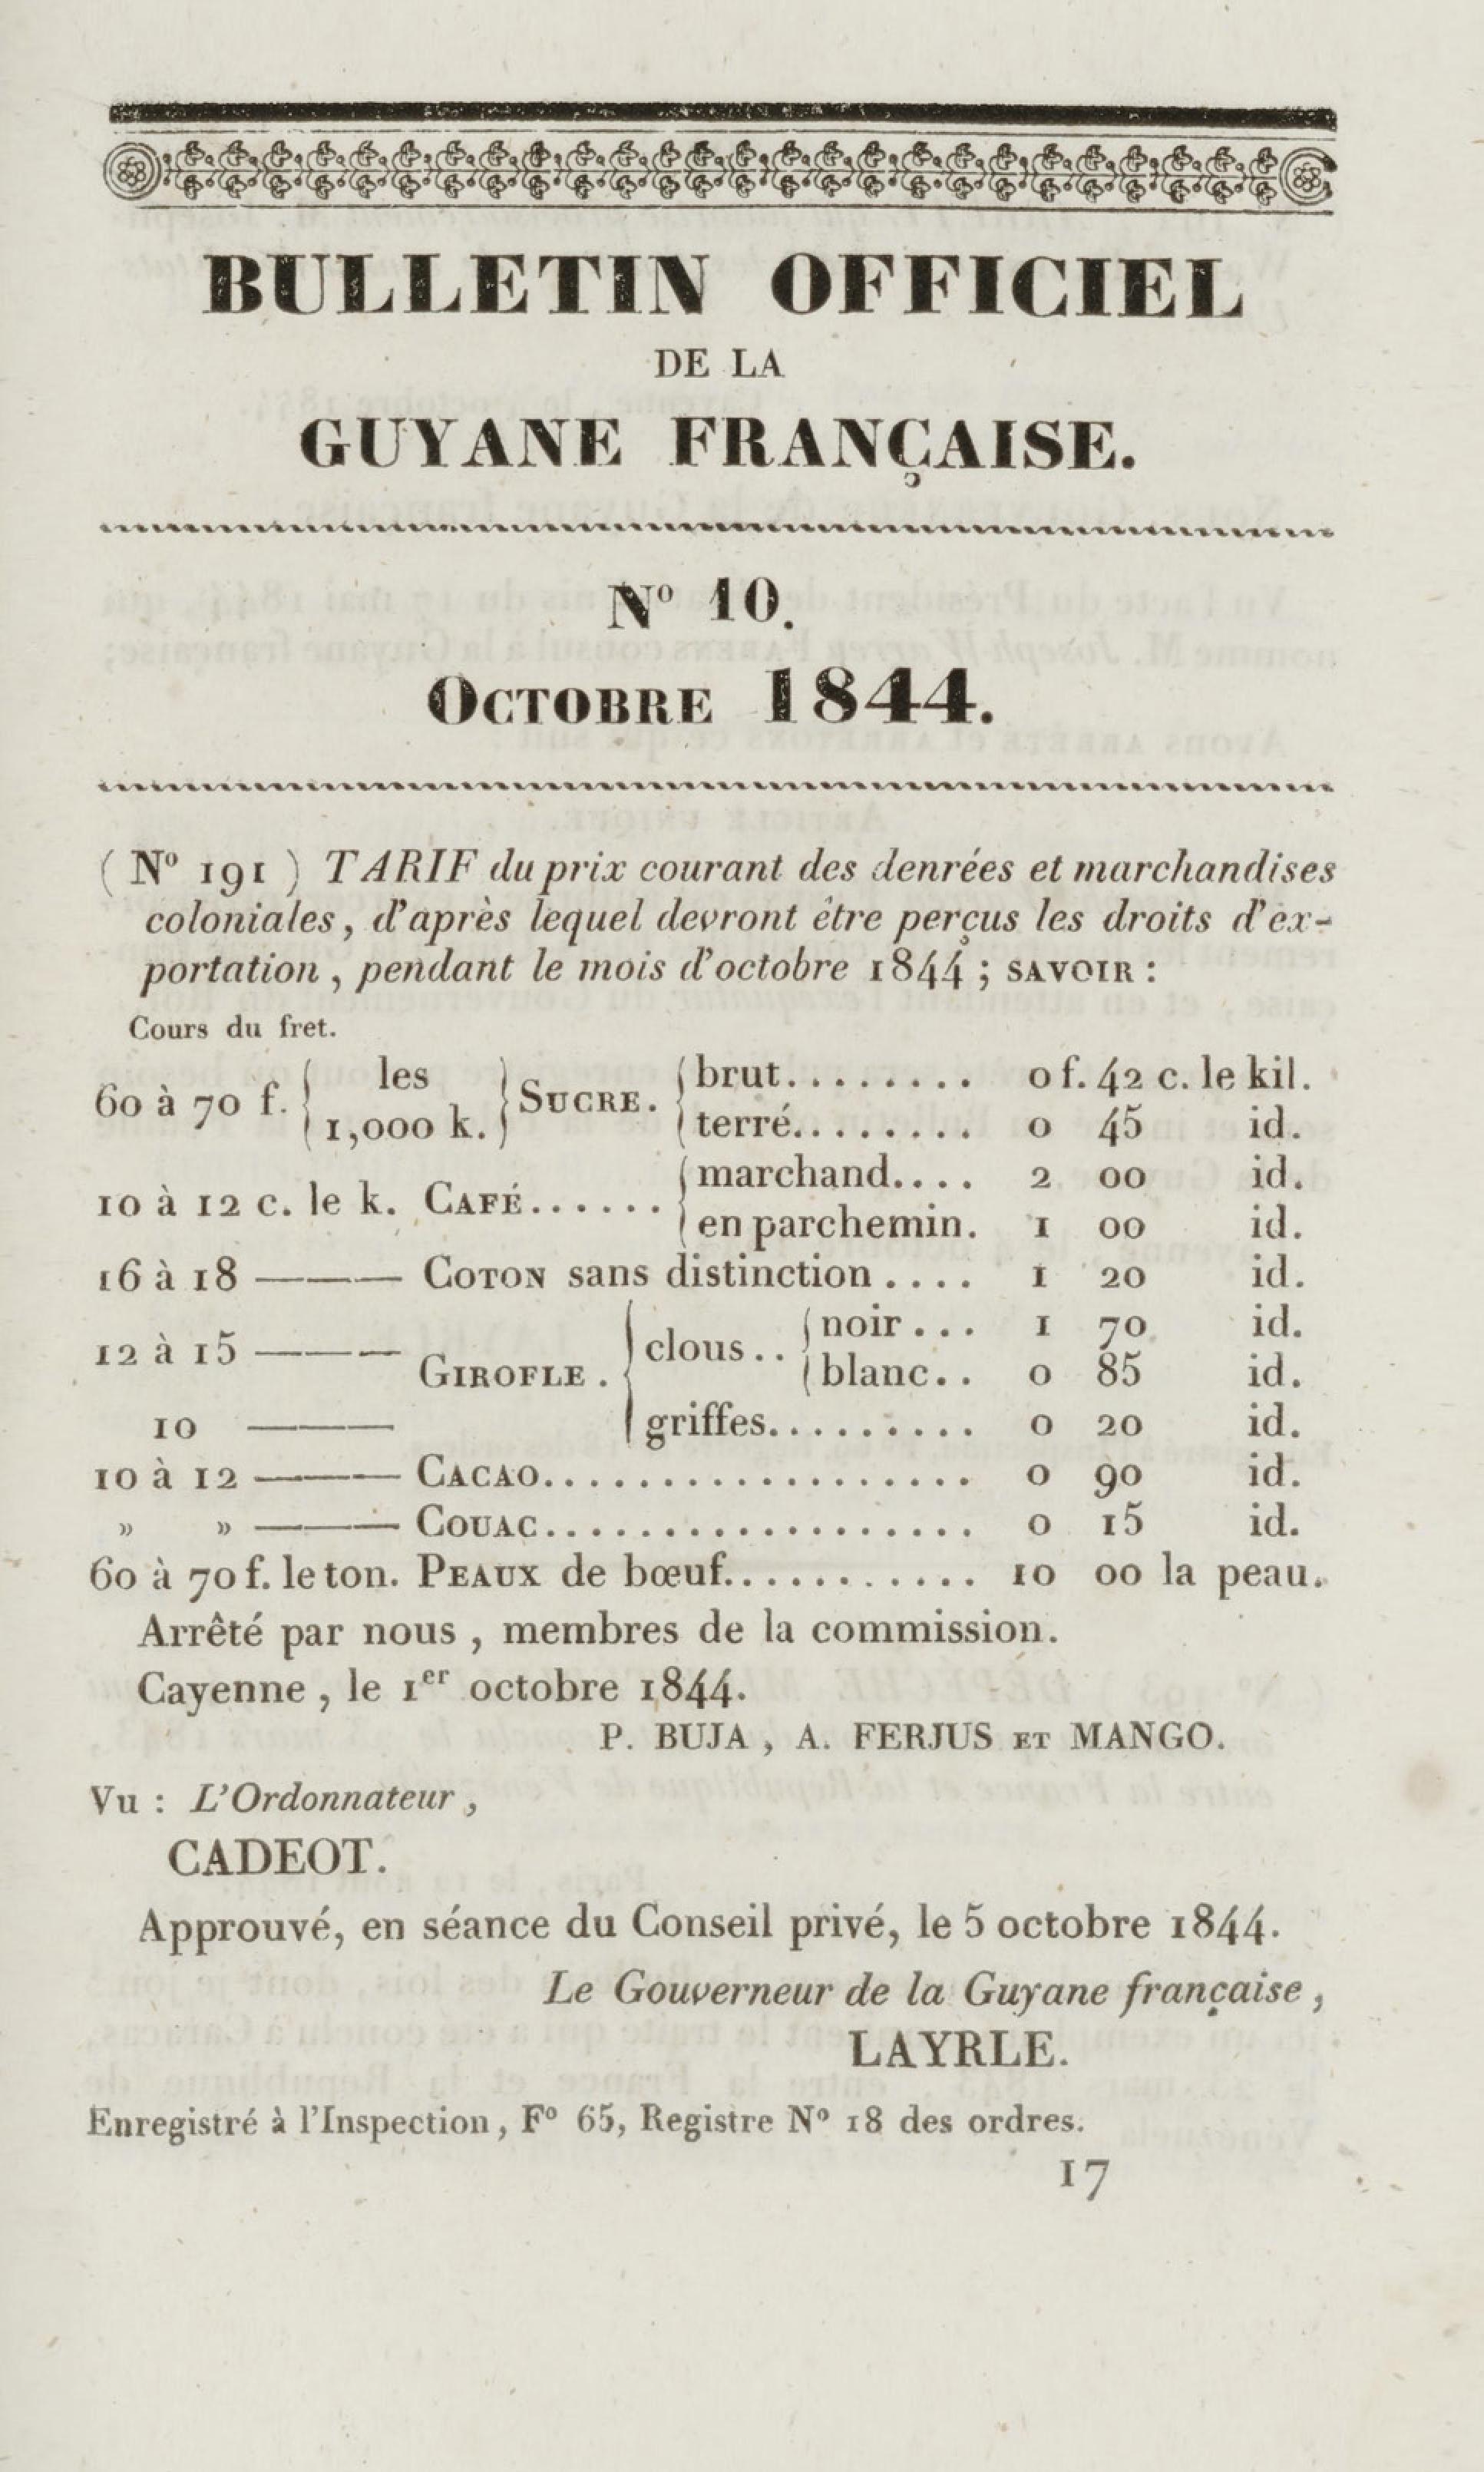 BULLETIN OFFICIEL
DE LA
GUYANE FRANÇAISE.
Nº 10.
OCTOBRE 1844.
( Nº 191 ) TARIF du prix courant des denrées et marchandises
coloniales, d'après lequel devront être perçus les droits d'ex-
portation, pendant le mois d'octobre 1844 ; SAVOIR :
Cours du fret.
60 à 70 f. { les 1,000 k. } SUCRE. { brut........ 0 f. 42 c. le kil.
terré........ 0 45 id.
10 à 12 c. le k. CAFÉ...... { marchand.... 2 00 id.
en parchemin. 1 00 id.
16 à 18 ——— COTON sans distinction.... 1 20 id.
12 à 15 ——— GIROFLE. { clous.. { noir... 1 70 id.
blanc.. 0 85 id.
10 ——— griffes......... 0 20 id.
10 à 12 ——— CACAO.................. 0 90 id.
» » ——— COUAC.................. 0 15 id.
60 à 70 f. le ton. PEAUX de bœuf........... 10 00 la peau.
Arrêté par nous, membres de la commission.
Cayenne, le 1er octobre 1844.
P. BUJA, A. FERJUS ET MANGO.
Vu : L'Ordonnateur,
CADEOT.
Approuvé, en séance du Conseil privé, le 5 octobre 1844.
Le Gouverneur de la Guyane française,
LAYRLE.
Enregistré à l'Inspection, Fº 65, Registre Nº 18 des ordres.
17